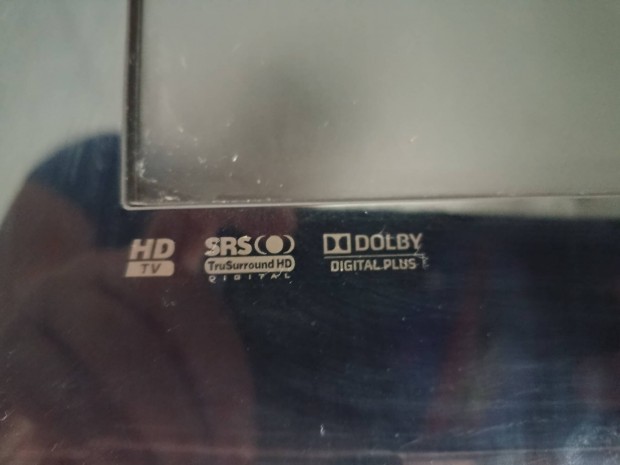 HD
TV
SRS
TruSurround HD
DIGITAL
DOLBY
DIGITAL PLUS